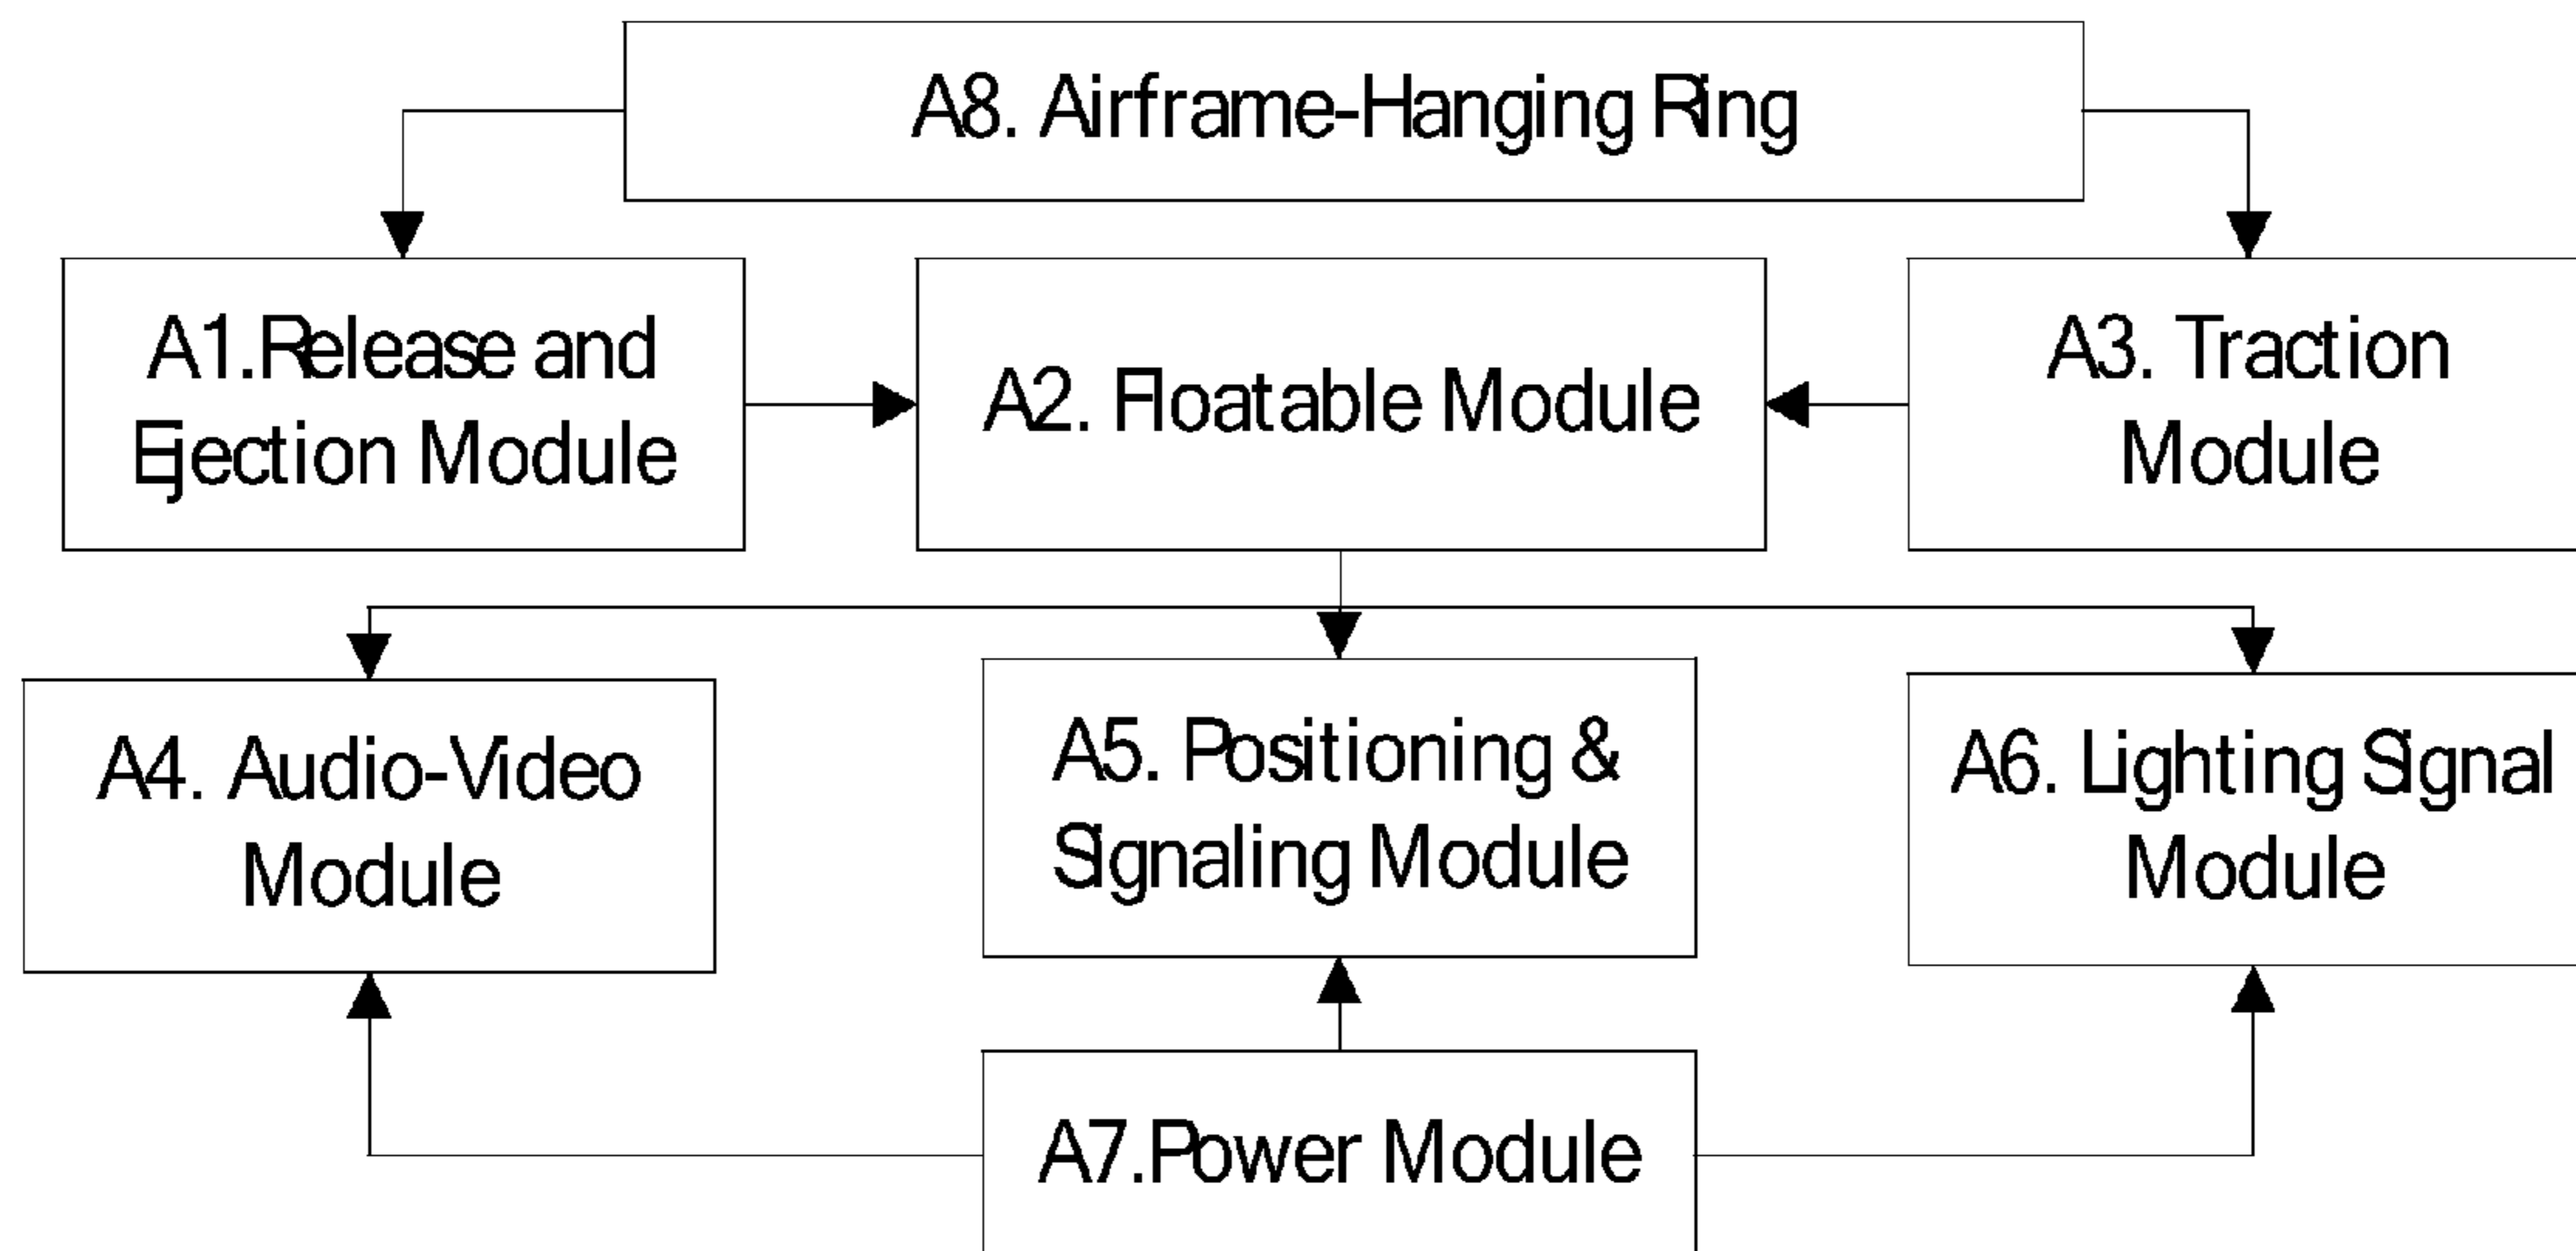 A8. Airframe-Hanging Ring
A1.Release and
Ejection Module
A2. Floatable Module
A3. Traction
Module
A4. Audio-Video
Module
A5. Positioning &
Signaling Module
A6. Lighting Signal
Module
A7.Power Module